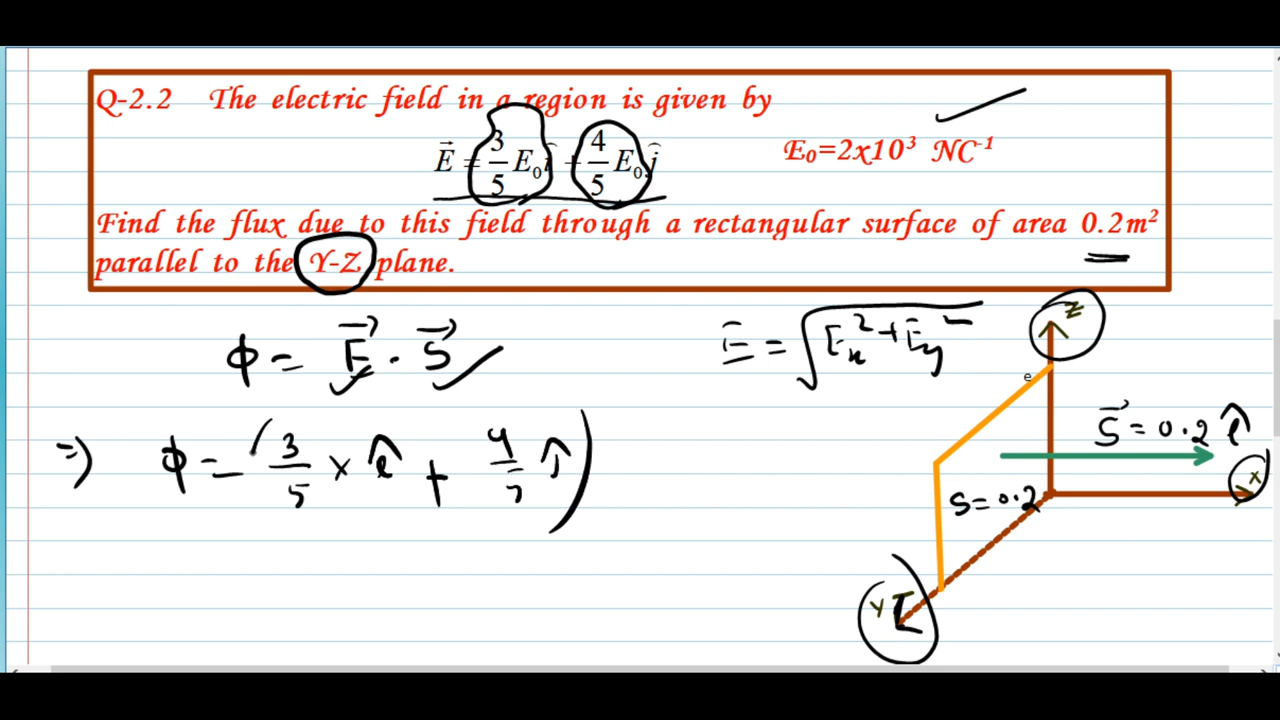 Q-2.2 The electric field in a region is given by
E⃗ = 3/5 E₀ î + 4/5 E₀ ĵ
E₀=2x10³ NC⁻¹
Find the flux due to this field through a rectangular surface of area 0.2m²
parallel to the Y-Z plane.
ϕ = E⃗ · S⃗
E = √(Eₓ² + Eᵧ²)
Z
e
S⃗ = 0.2 î
⇒ ϕ = (3/5 × î + 4/5 ĵ)
X
S = 0.2
Y